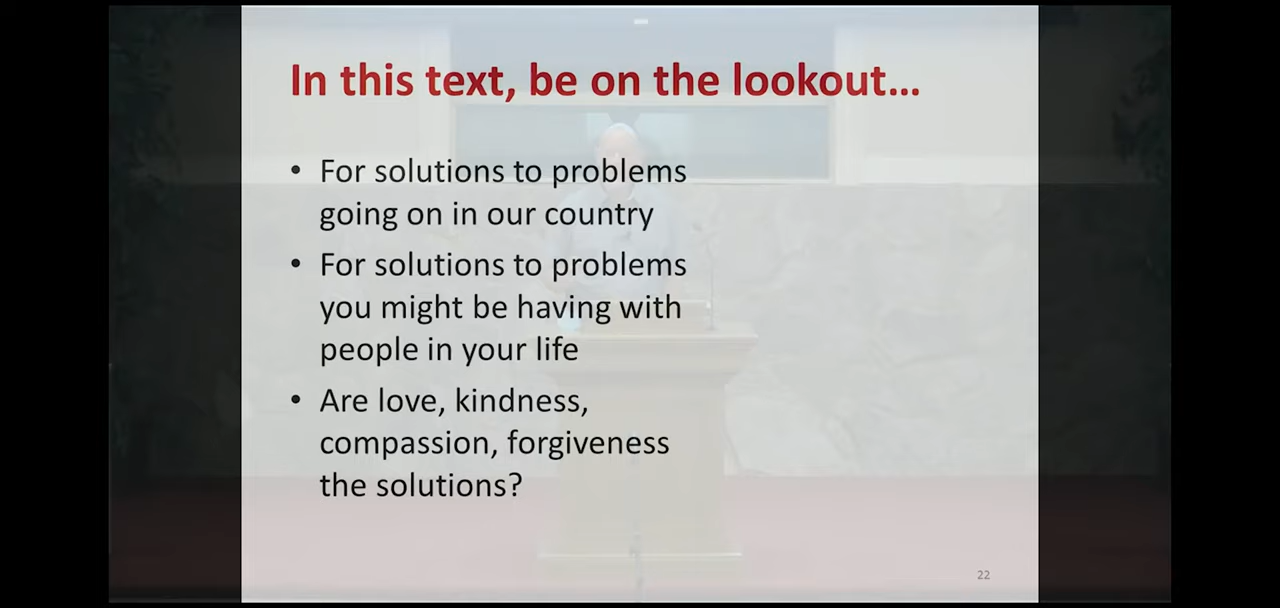 In this text, be on the lookout...
• For solutions to problems
going on in our country
• For solutions to problems
you might be having with
people in your life
• Are love, kindness,
compassion, forgiveness
the solutions?
22